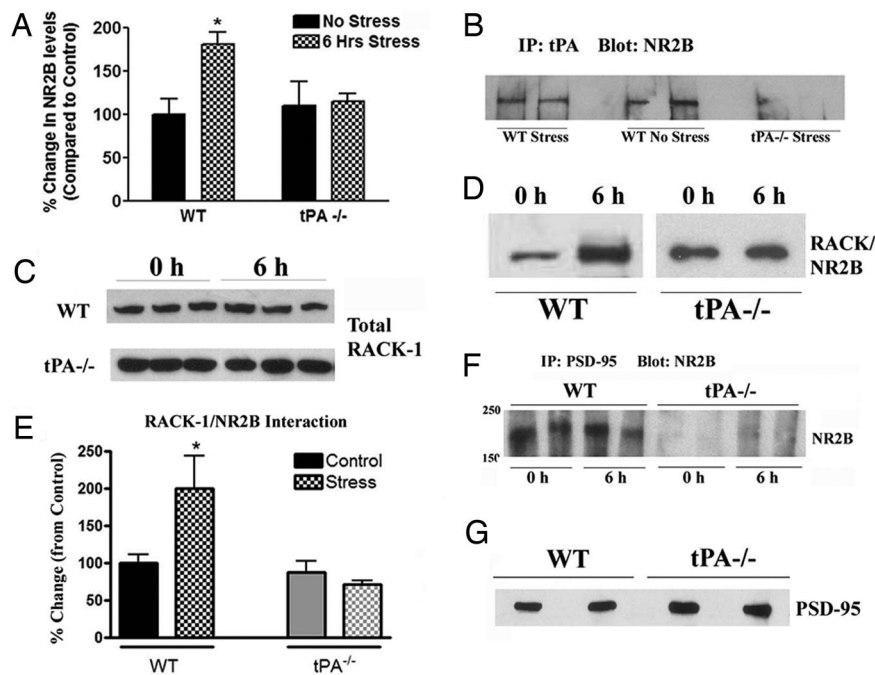 A
% Change In NR2B levels
(Compared to Control)
200
150
100
50
0
No Stress
6 Hrs Stress
*
WT
tPA -/-
B
IP: tPA Blot: NR2B
WT Stress
WT No Stress
tPA-/- Stress
C
0 h
6 h
WT
tPA-/-
Total
RACK-1
D
0 h
6 h
0 h
6 h
RACK/
NR2B
WT
tPA-/-
E
RACK-1/NR2B Interaction
% Change (from Control)
250
200
150
100
50
0
*
Control
Stress
WT
tPA-/-
F
IP: PSD-95 Blot: NR2B
WT
tPA-/-
250
150
NR2B
0 h
6 h
0 h
6 h
G
WT
tPA-/-
PSD-95